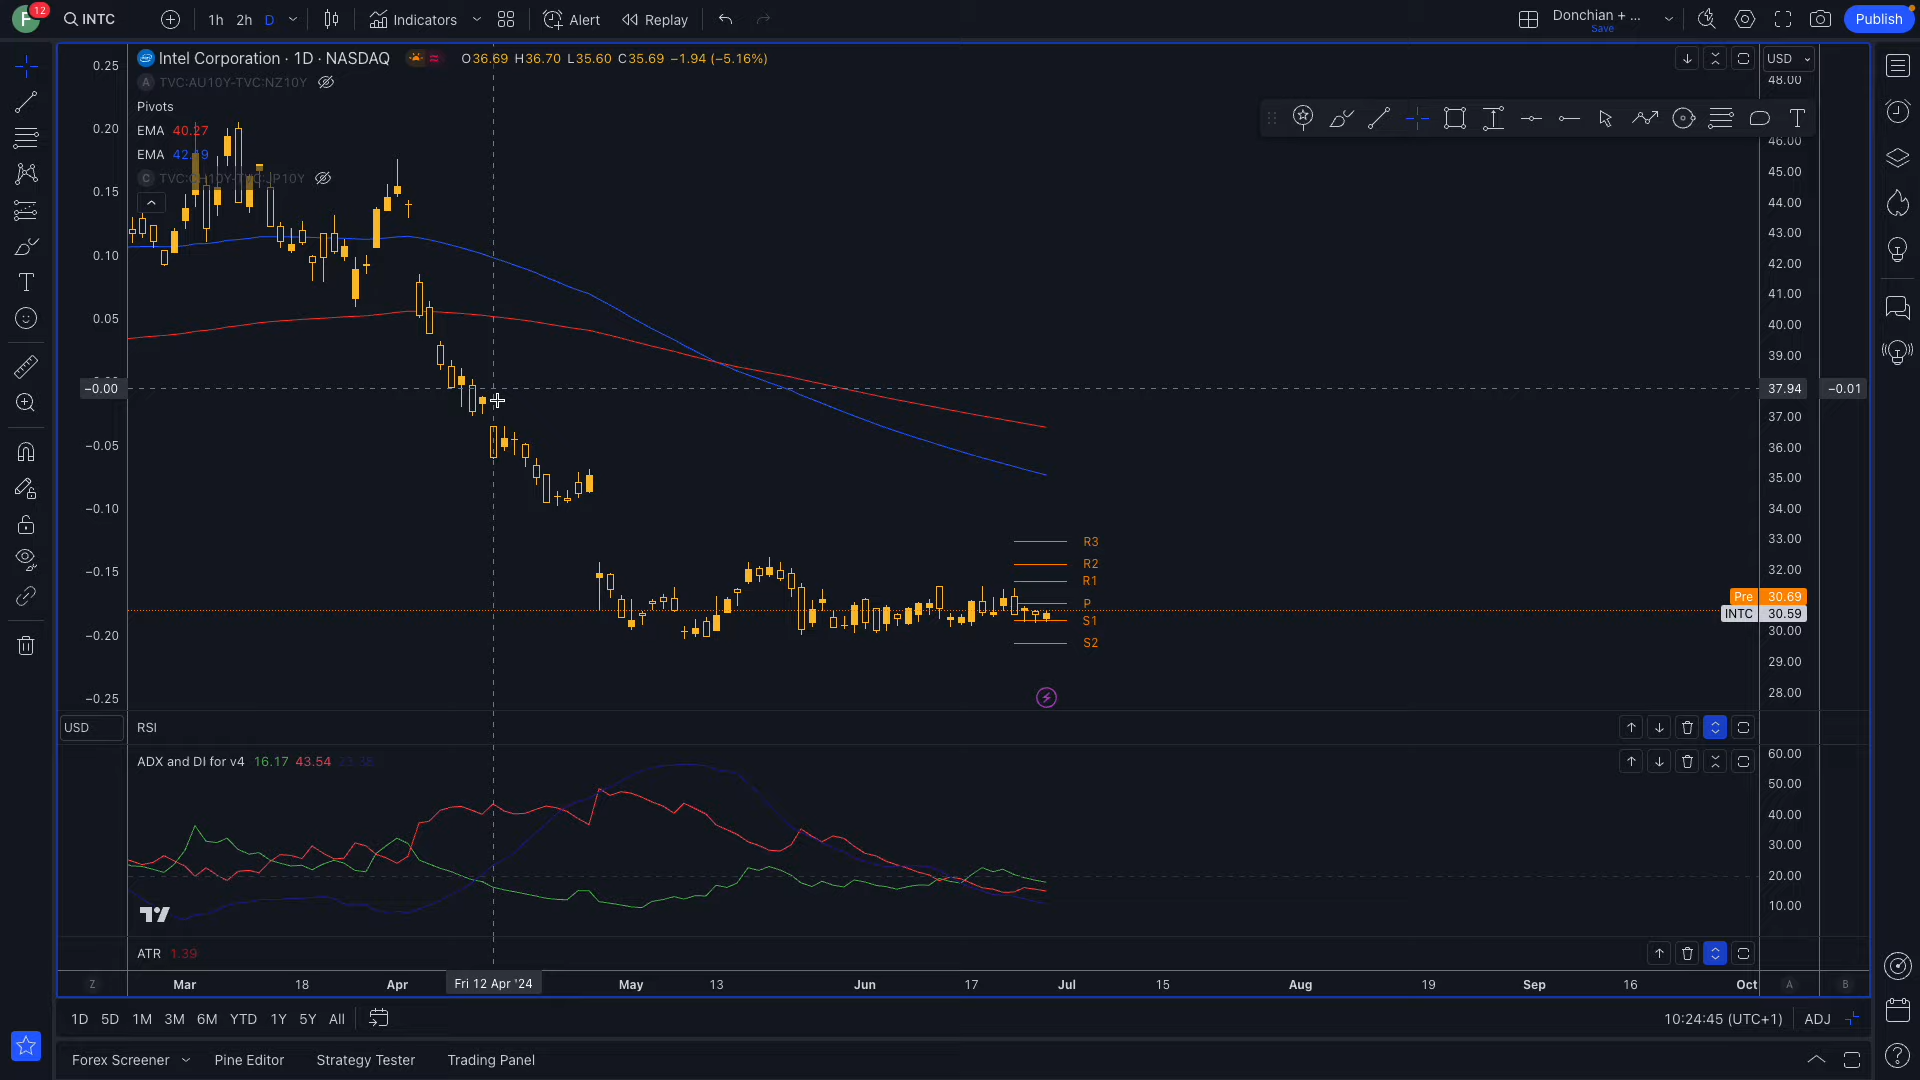 F 12 INTC 1h 2h D Indicators Alert Replay Donchian + ... Save Publish
Intel Corporation · 1D · NASDAQ O36.69 H36.70 L35.60 C35.69 −1.94 (−5.16%)
A TVC:AU10Y-TVC:NZ10Y
Pivots
EMA 40.27
EMA 42.19
C
0.25
0.20
0.15
0.10
0.05
−0.00
−0.05
−0.10
−0.15
−0.20
−0.25
USD
48.00
46.00
45.00
44.00
43.00
42.00
41.00
40.00
39.00
37.94 −0.01
37.00
36.00
35.00
34.00
33.00
32.00
Pre 30.69
INTC 30.59
30.00
29.00
28.00
R3
R2
R1
P
S1
S2
USD RSI
ADX and DI for v4 16.17 43.54 23.38
60.00
50.00
40.00
30.00
20.00
10.00
ATR 1.39
Z Mar 18 Apr Fri 12 Apr '24 May 13 Jun 17 Jul 15 Aug 19 Sep 16 Oct A B
1D 5D 1M 3M 6M YTD 1Y 5Y All 10:24:45 (UTC+1) ADJ
Forex Screener Pine Editor Strategy Tester Trading Panel